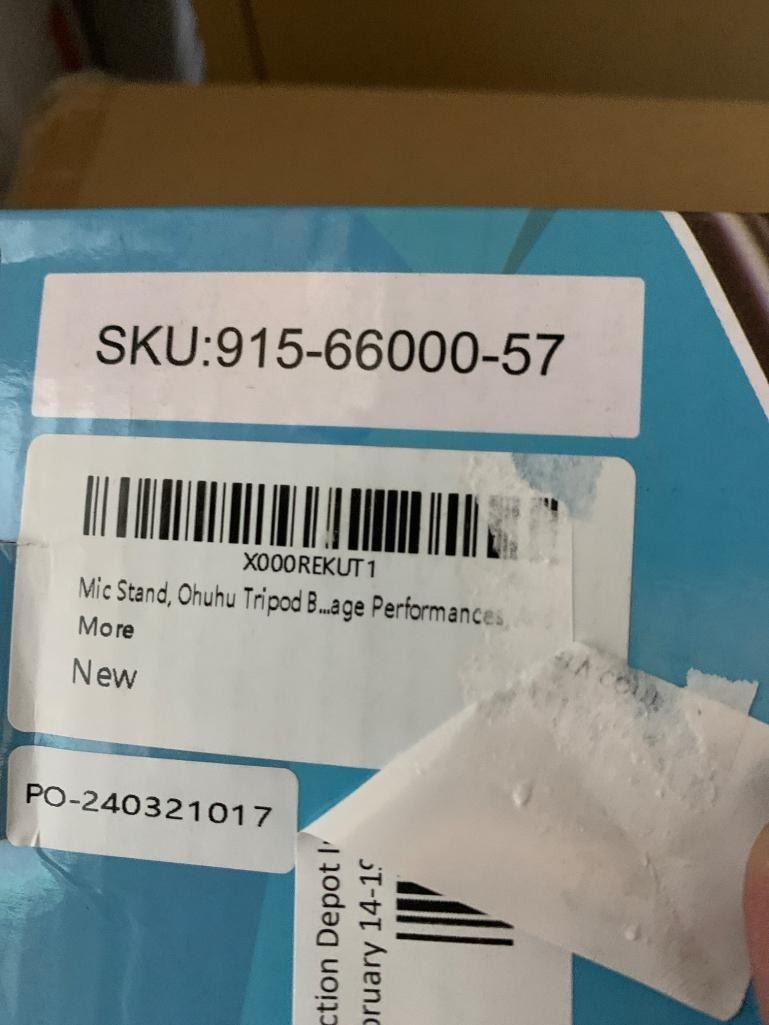 SKU:915-66000-57
X000REKUT1
Mic Stand, Ohuhu Tripod B...age Performances,
More
New
PO-240321017
ction Depot
ruary 14-1